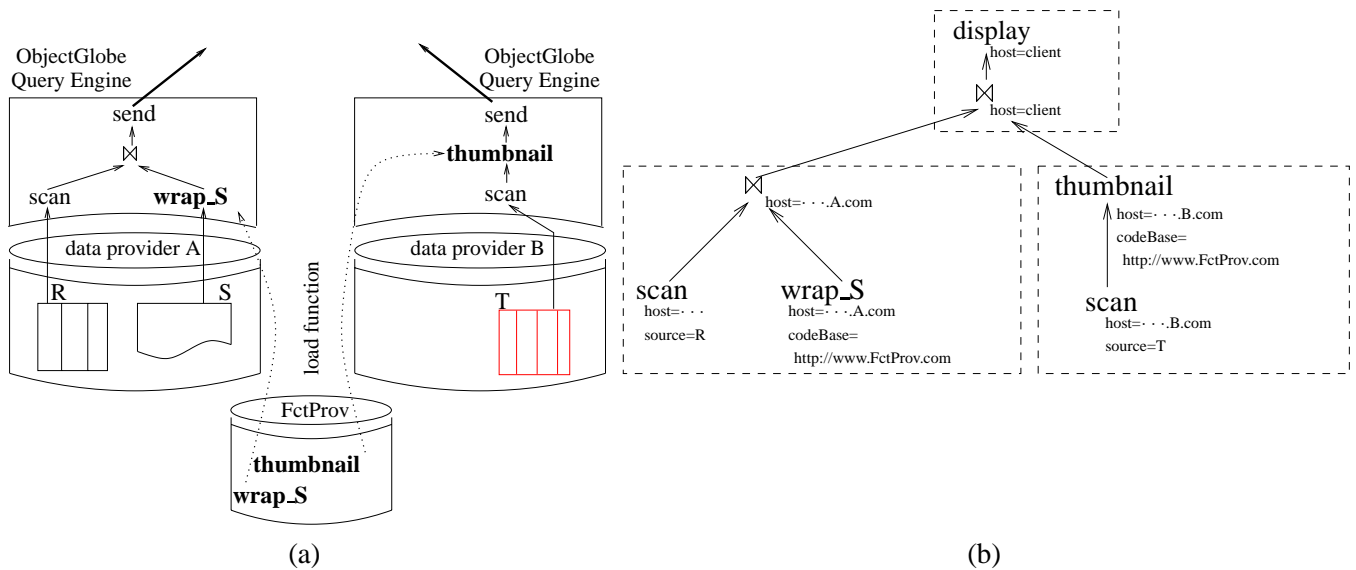 ObjectGlobe
Query Engine
send
⋈
scan
wrap_S
data provider A
R
S
ObjectGlobe
Query Engine
send
thumbnail
scan
data provider B
T
load function
FctProv
thumbnail
wrap_S
(a)
display
host=client
⋈
host=client
⋈
host=· · ·.A.com
scan
host=· · ·
source=R
wrap_S
host=· · ·.A.com
codeBase=
http://www.FctProv.com
thumbnail
host=· · ·.B.com
codeBase=
http://www.FctProv.com
scan
host=· · ·.B.com
source=T
(b)